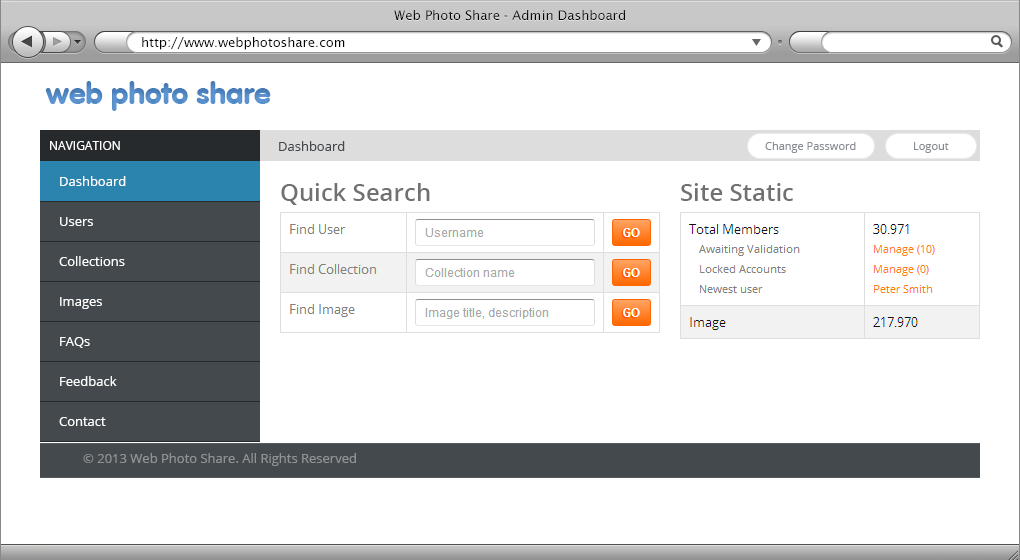 Web Photo Share - Admin Dashboard
http://www.webphotoshare.com
web photo share
NAVIGATION
Dashboard
Users
Collections
Images
FAQs
Feedback
Contact
Dashboard
Change Password
Logout
Quick Search
Find User
Username
GO
Find Collection
Collection name
GO
Find Image
Image title, description
GO
Site Static
Total Members 30.971
Awaiting Validation Manage (10)
Locked Accounts Manage (0)
Newest user Peter Smith
Image 217.970
© 2013 Web Photo Share. All Rights Reserved